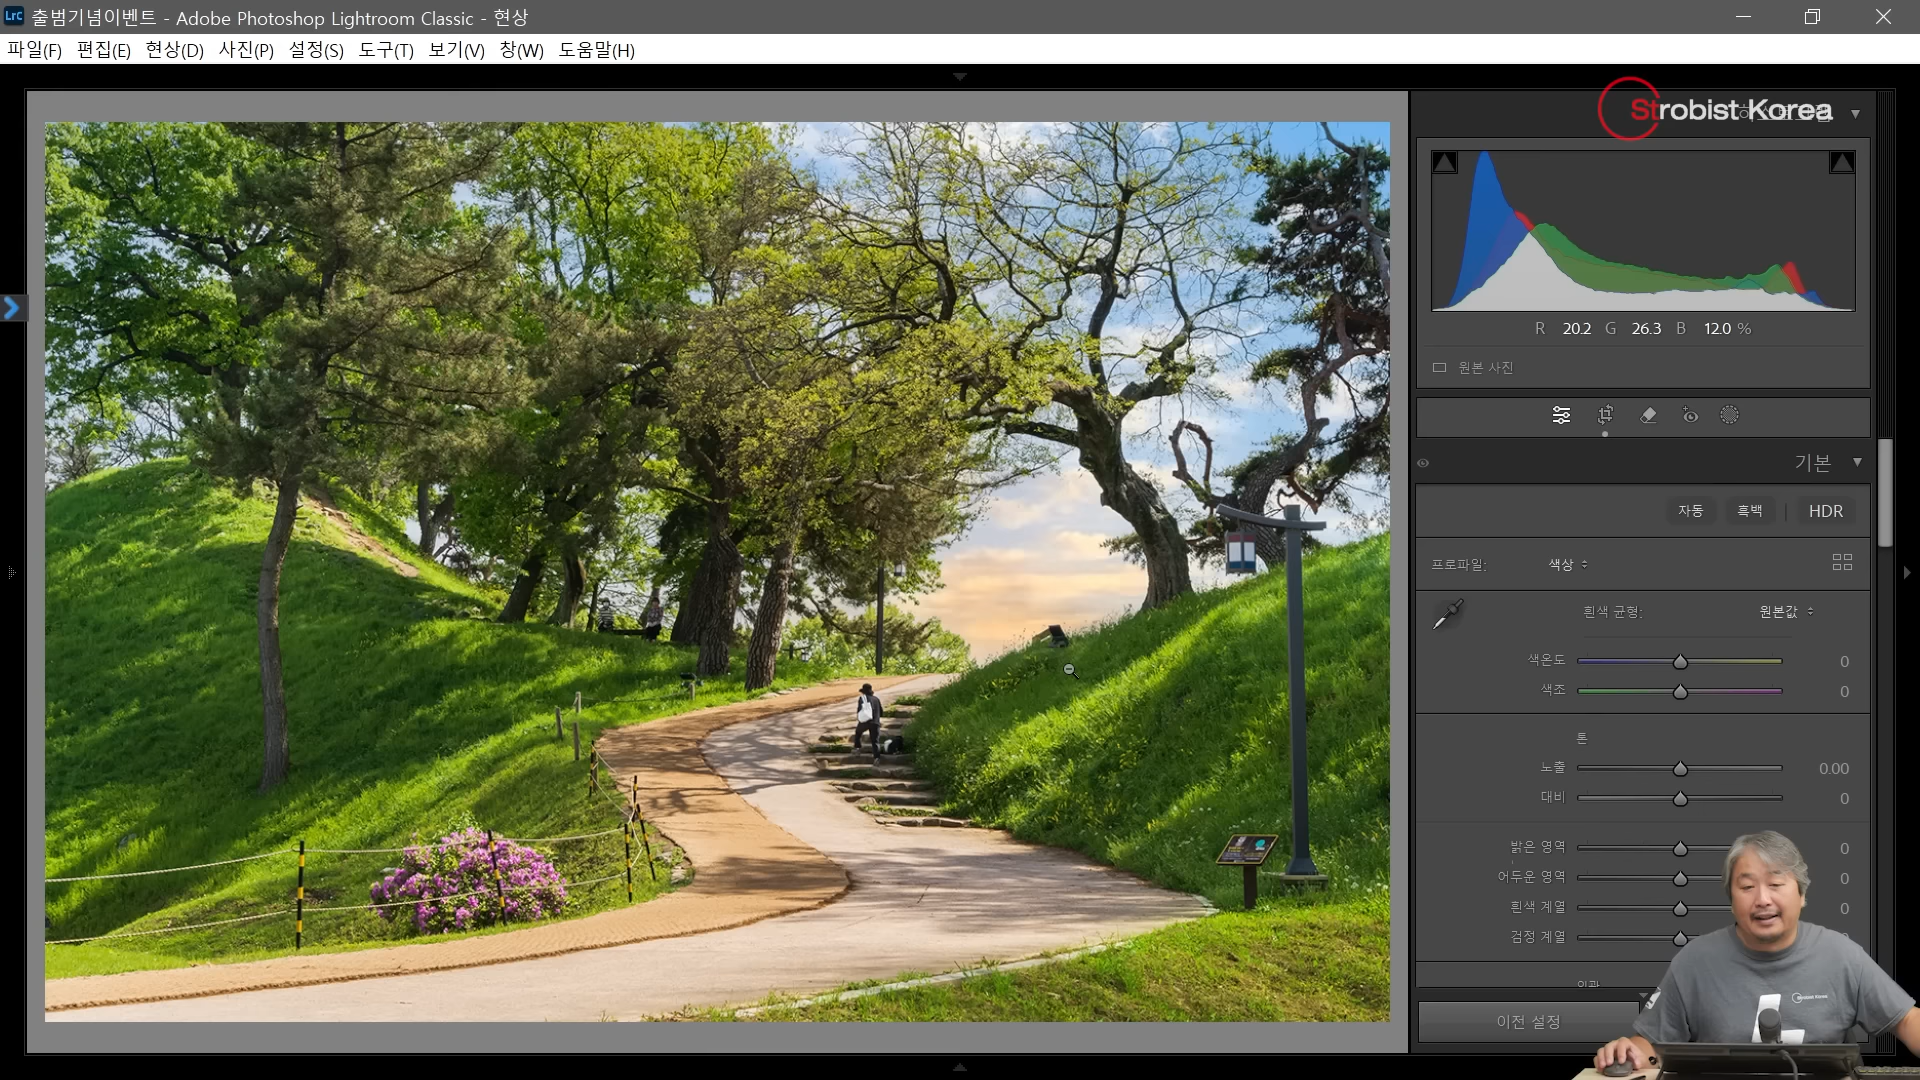 LrC 출범기념이벤트 - Adobe Photoshop Lightroom Classic - 현상
파일(F) 편집(E) 현상(D) 사진(P) 설정(S) 도구(T) 보기(V) 창(W) 도움말(H)
Strobist Korea
R 20.2 G 26.3 B 12.0 %
원본 사진
기본
자동 흑백 HDR
프로파일: 색상
흰색 균형: 원본값
색온도 0
색조 0
톤
노출 0.00
대비 0
밝은 영역 0
어두운 영역 0
흰색 계열 0
검정 계열
이전 설정